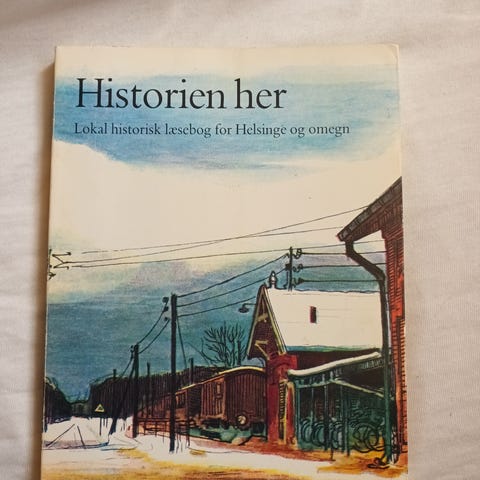 Historien her
Lokal historisk læsebog for Helsinge og omegn